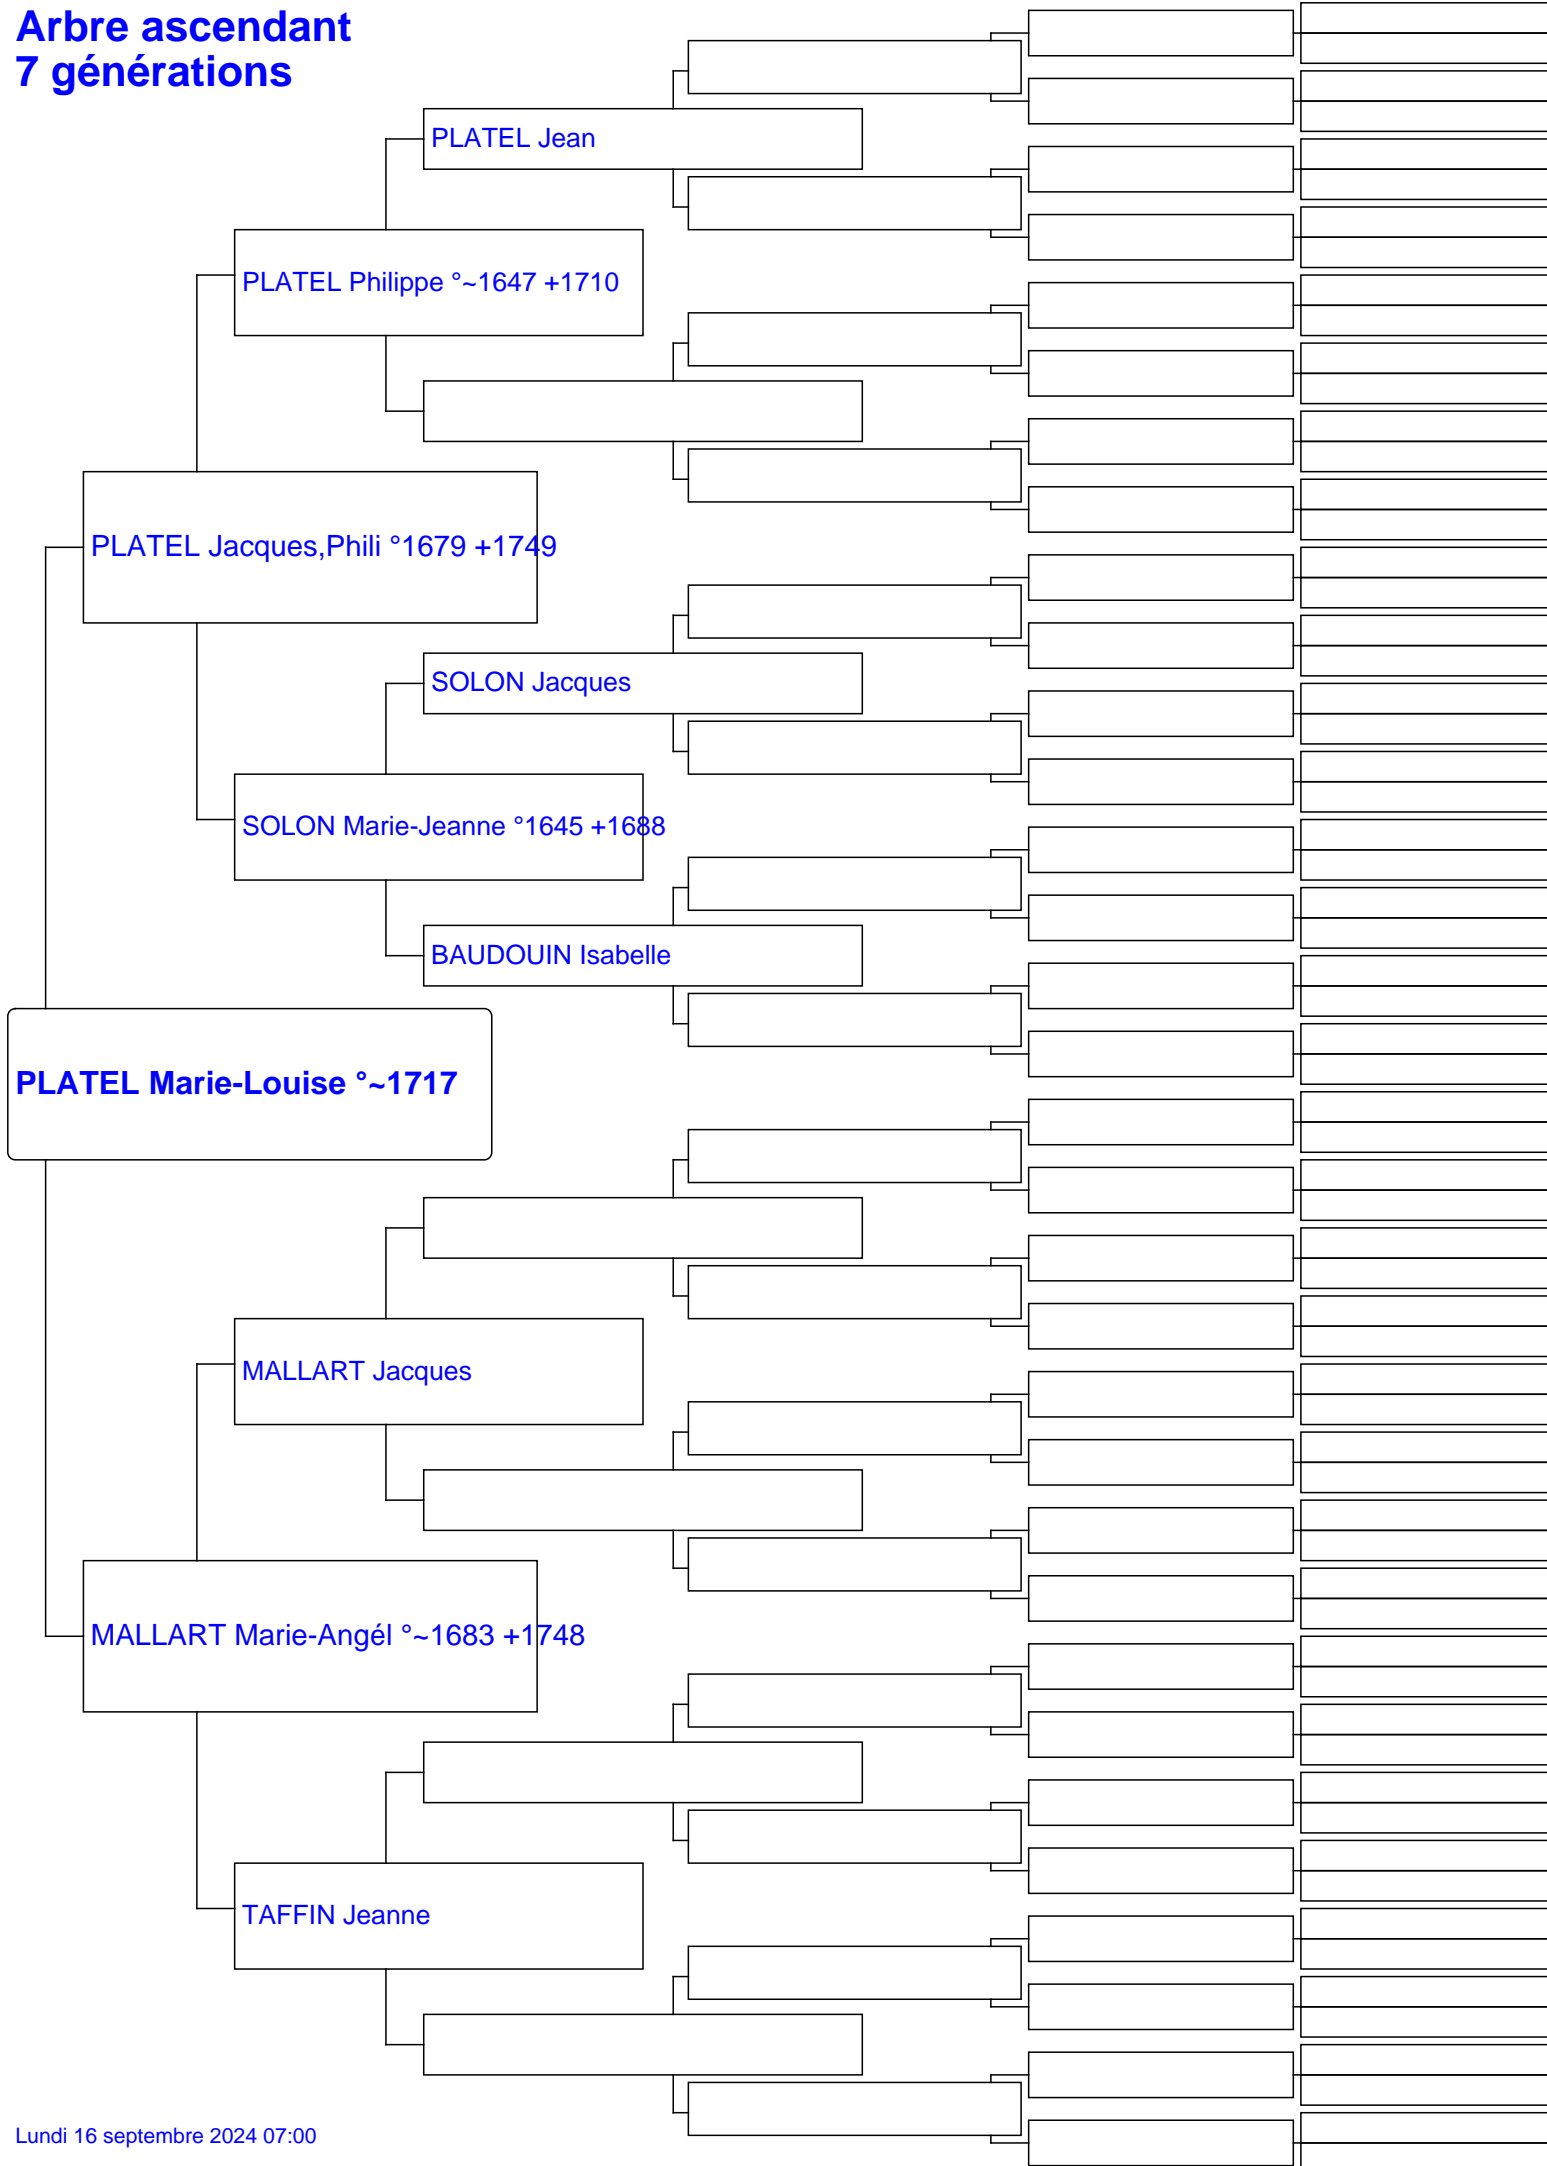 Arbre ascendant
7 générations
PLATEL Jean
PLATEL Philippe °~1647 +1710
PLATEL Jacques,Phili °1679 +1749
SOLON Jacques
SOLON Marie-Jeanne °1645 +1688
BAUDOUIN Isabelle
PLATEL Marie-Louise °~1717
MALLART Jacques
MALLART Marie-Angél °~1683 +1748
TAFFIN Jeanne
Lundi 16 septembre 2024 07:00